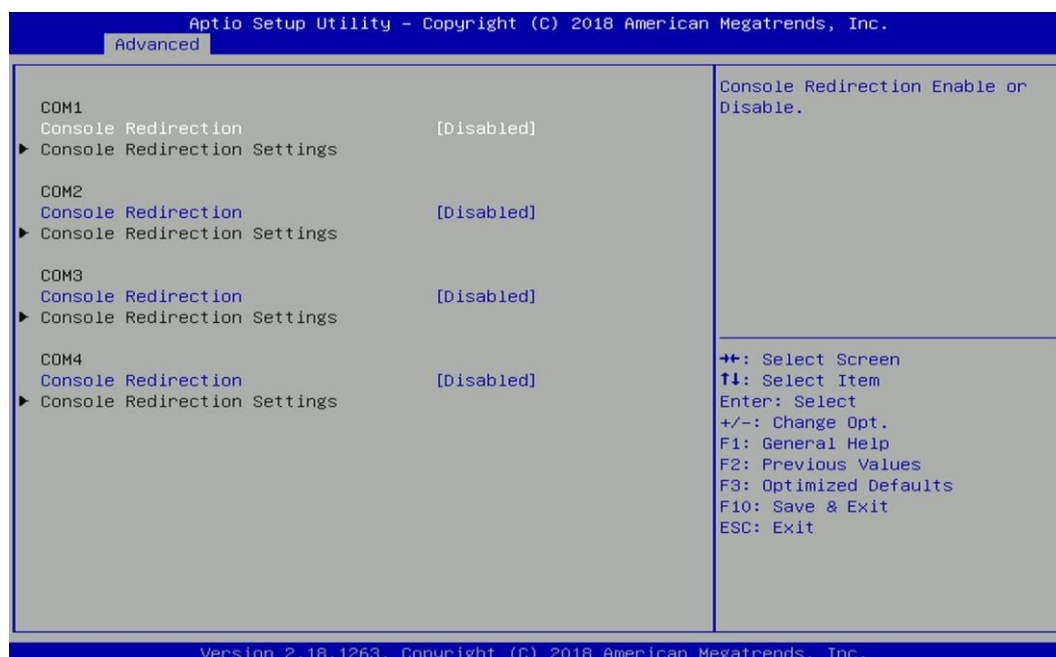 Aptio Setup Utility – Copyright (C) 2018 American Megatrends, Inc.
Advanced
COM1
Console Redirection [Disabled]
▶ Console Redirection Settings
COM2
Console Redirection [Disabled]
▶ Console Redirection Settings
COM3
Console Redirection [Disabled]
▶ Console Redirection Settings
COM4
Console Redirection [Disabled]
▶ Console Redirection Settings
Console Redirection Enable or
Disable.
→←: Select Screen
↑↓: Select Item
Enter: Select
+/-: Change Opt.
F1: General Help
F2: Previous Values
F3: Optimized Defaults
F10: Save & Exit
ESC: Exit
Version 2.18.1263. Copyright (C) 2018 American Megatrends, Inc.